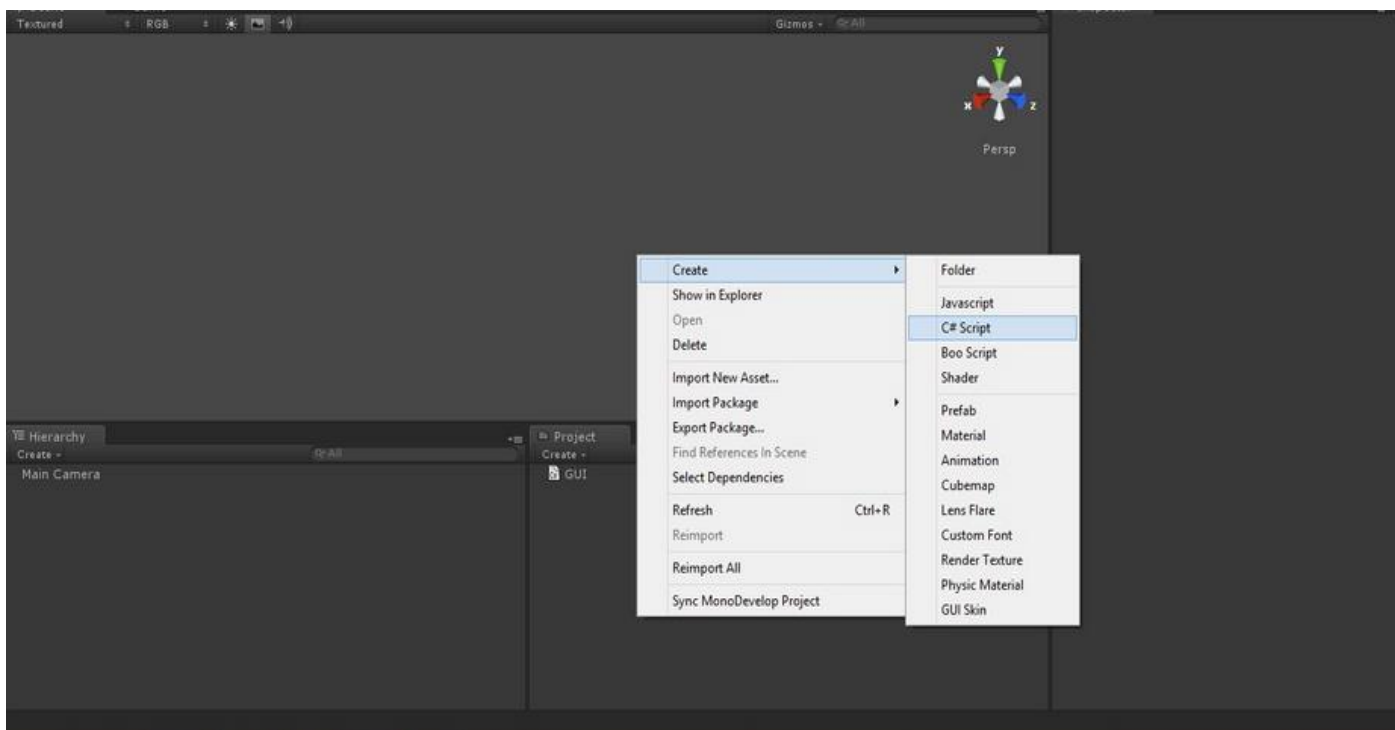 Textured RGB Gizmos All
y
x z
Persp
Create Folder
Show in Explorer Javascript
Open C# Script
Delete Boo Script
Import New Asset... Shader
Import Package Prefab
Export Package... Material
Find References In Scene Animation
Select Dependencies Cubemap
Refresh Ctrl+R Lens Flare
Reimport Custom Font
Reimport All Render Texture
Sync MonoDevelop Project Physic Material
GUI Skin
Hierarchy Project
Create All Create
Main Camera GUI